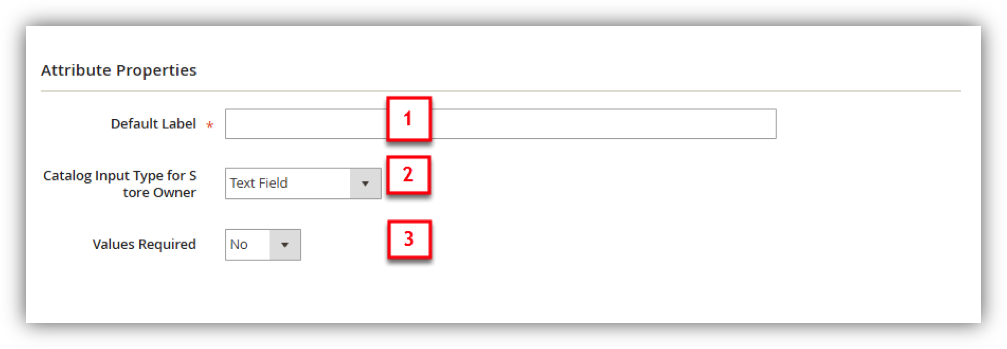 Attribute Properties
Default Label * 1
Catalog Input Type for S
tore Owner
Text Field 2
Values Required No 3